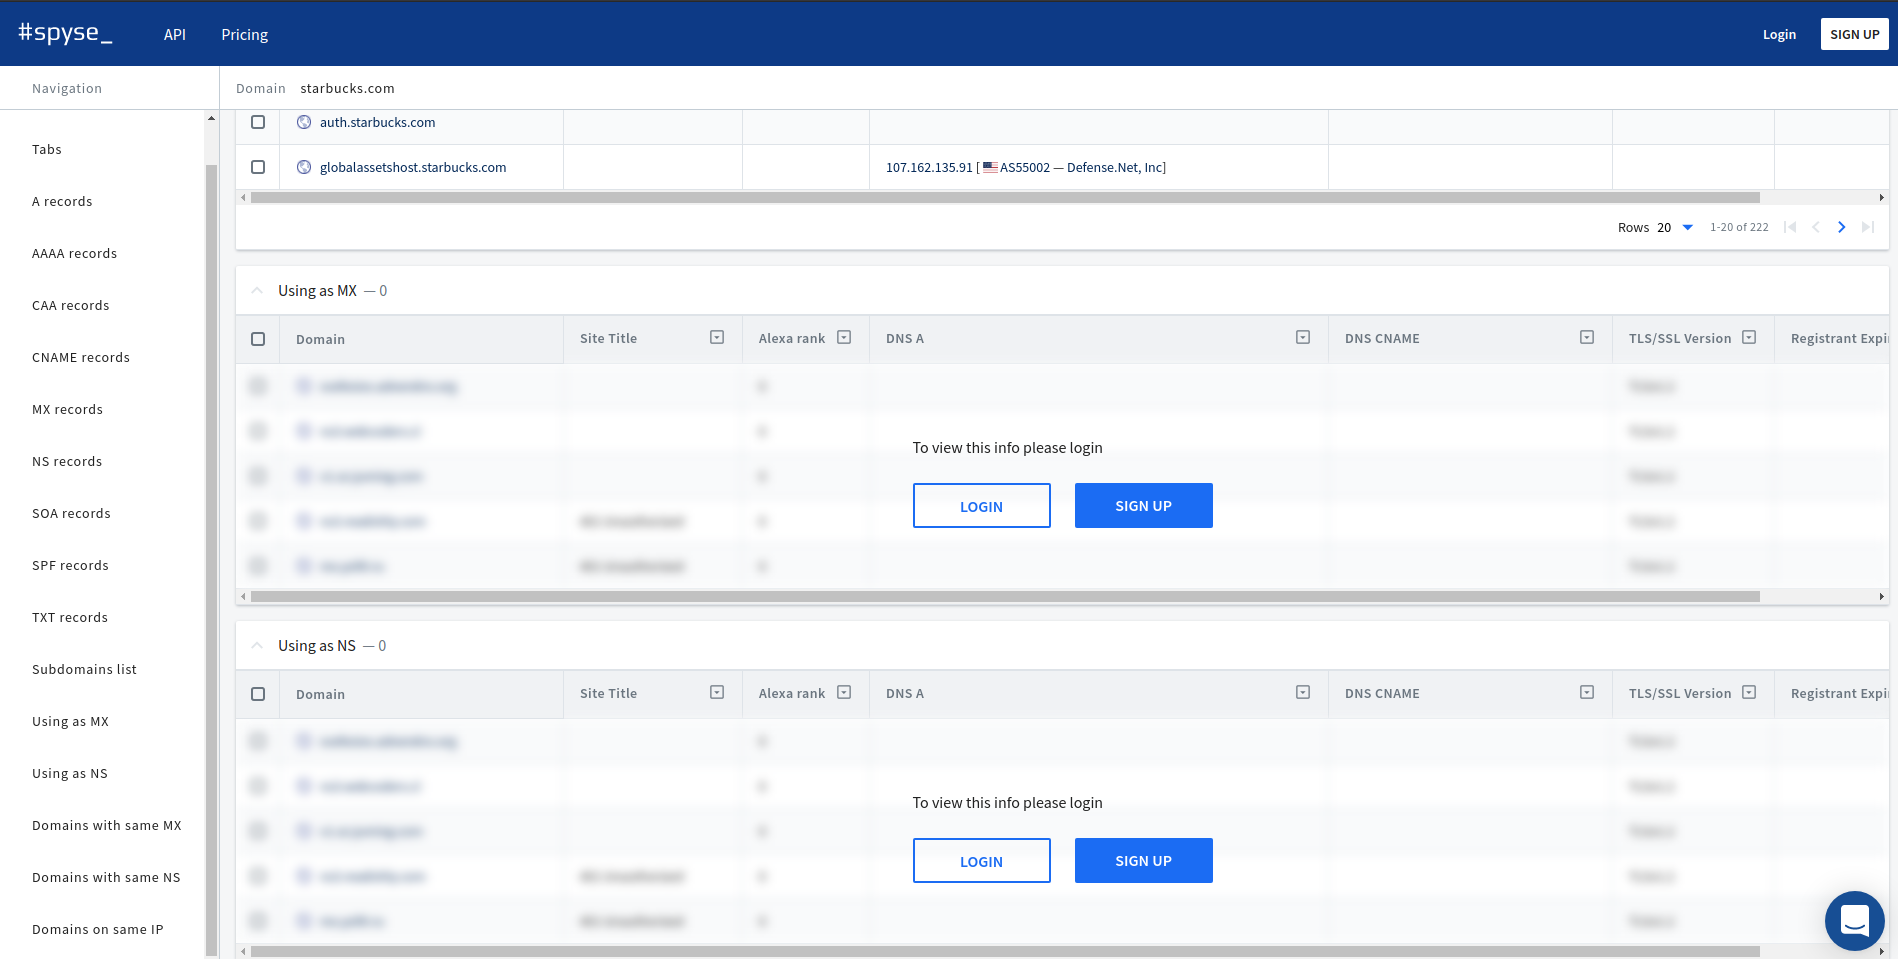 #spyse_ API Pricing Login SIGN UP
Navigation Domain starbucks.com
auth.starbucks.com
globalassetshost.starbucks.com 107.162.135.91 [ AS55002 — Defense.Net, Inc]
Rows 20 1-20 of 222
Tabs
A records
AAAA records
CAA records
CNAME records
MX records
NS records
SOA records
SPF records
TXT records
Subdomains list
Using as MX
Using as NS
Domains with same MX
Domains with same NS
Domains on same IP
Using as MX — 0
Domain Site Title Alexa rank DNS A DNS CNAME TLS/SSL Version Registrant Expi
To view this info please login
LOGIN SIGN UP
Using as NS — 0
Domain Site Title Alexa rank DNS A DNS CNAME TLS/SSL Version Registrant Expi
To view this info please login
LOGIN SIGN UP